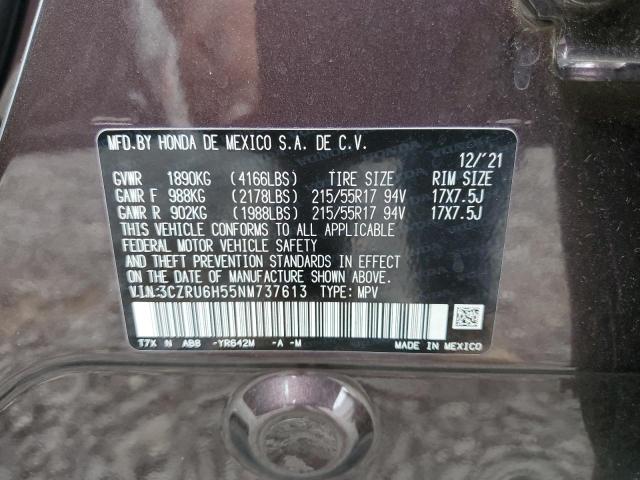 MFD.BY HONDA DE MEXICO S.A. DE C.V.
12/'21
GVWR 1890KG (4166LBS) TIRE SIZE RIM SIZE
GAWR F 988KG (2178LBS) 215/55R17 94V 17X7.5J
GAWR R 902KG (1988LBS) 215/55R17 94V 17X7.5J
THIS VEHICLE CONFORMS TO ALL APPLICABLE
FEDERAL MOTOR VEHICLE SAFETY
AND THEFT PREVENTION STANDARDS IN EFFECT
ON THE DATE OF MANUFACTURE SHOWN ABOVE.
V.I.N:3CZRU6H55NM737613 TYPE: MPV
T7X N ABB -YR642M -A -M MADE IN MEXICO